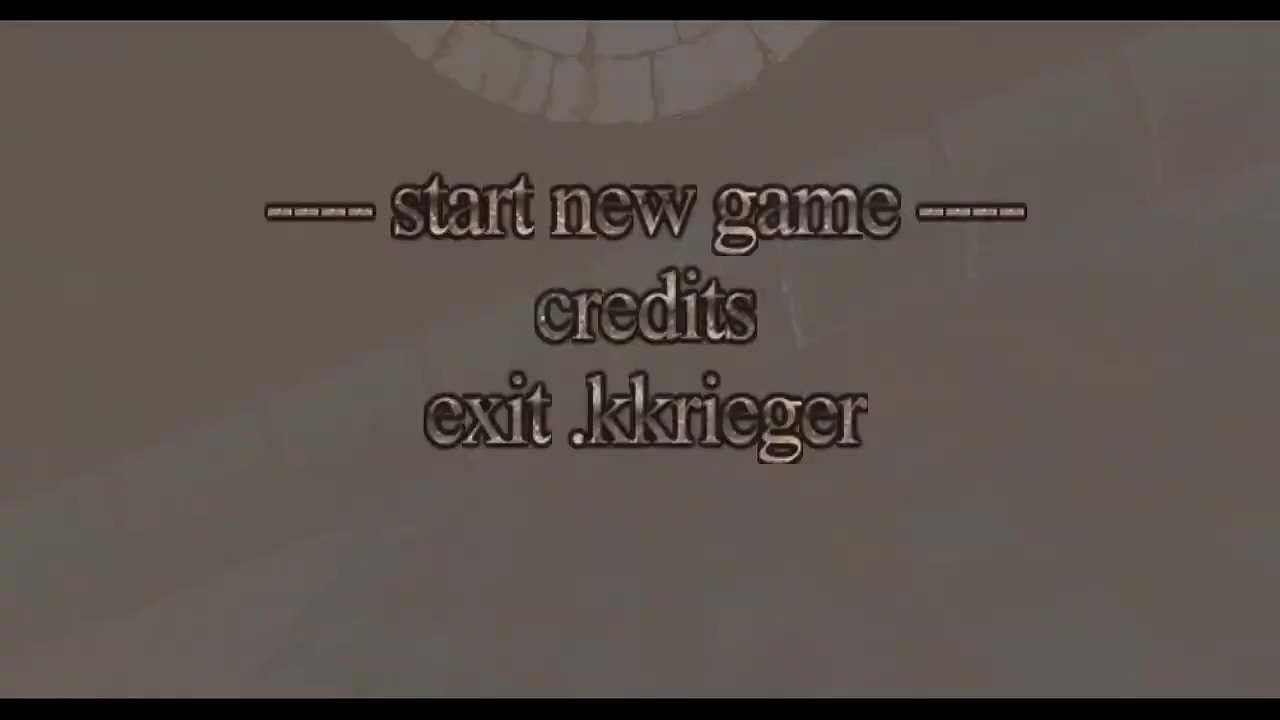 ---- start new game ----
credits
exit .kkrieger